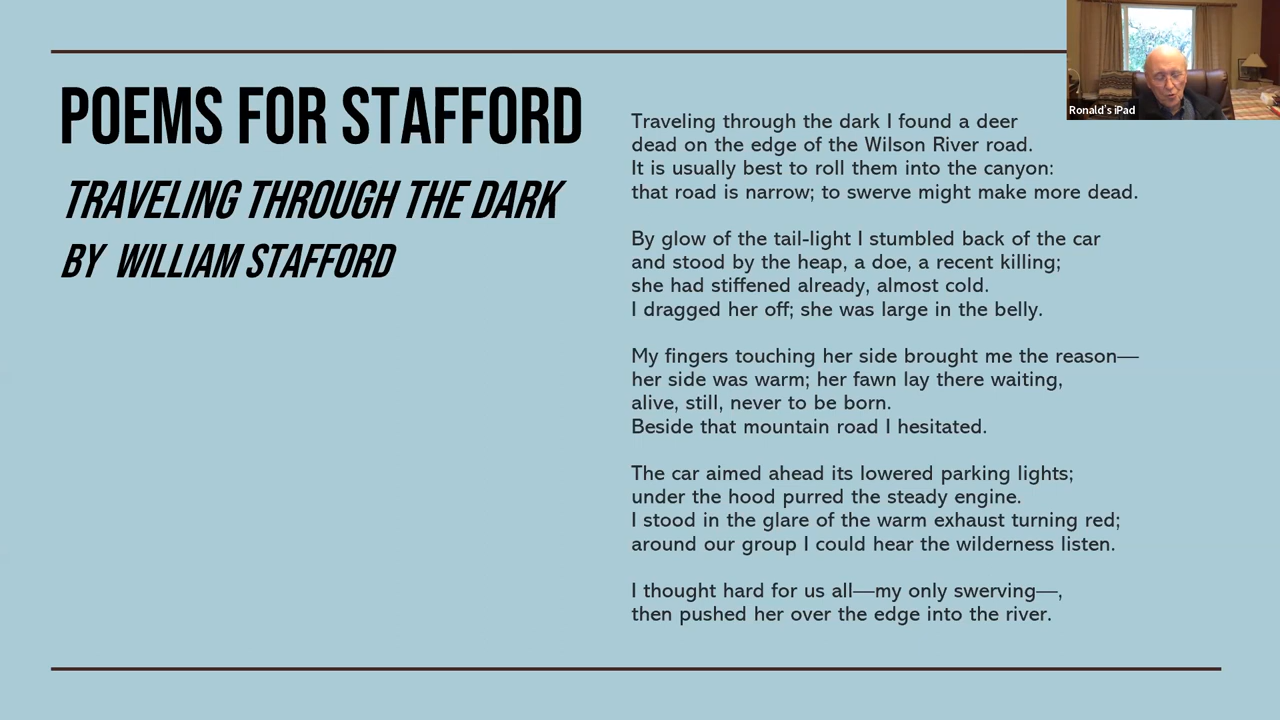 POEMS FOR STAFFORD
TRAVELING THROUGH THE DARK
BY WILLIAM STAFFORD
Traveling through the dark I found a deer
dead on the edge of the Wilson River road.
It is usually best to roll them into the canyon:
that road is narrow; to swerve might make more dead.
By glow of the tail-light I stumbled back of the car
and stood by the heap, a doe, a recent killing;
she had stiffened already, almost cold.
I dragged her off; she was large in the belly.
My fingers touching her side brought me the reason—
her side was warm; her fawn lay there waiting,
alive, still, never to be born.
Beside that mountain road I hesitated.
The car aimed ahead its lowered parking lights;
under the hood purred the steady engine.
I stood in the glare of the warm exhaust turning red;
around our group I could hear the wilderness listen.
I thought hard for us all—my only swerving—,
then pushed her over the edge into the river.
Ronald's iPad